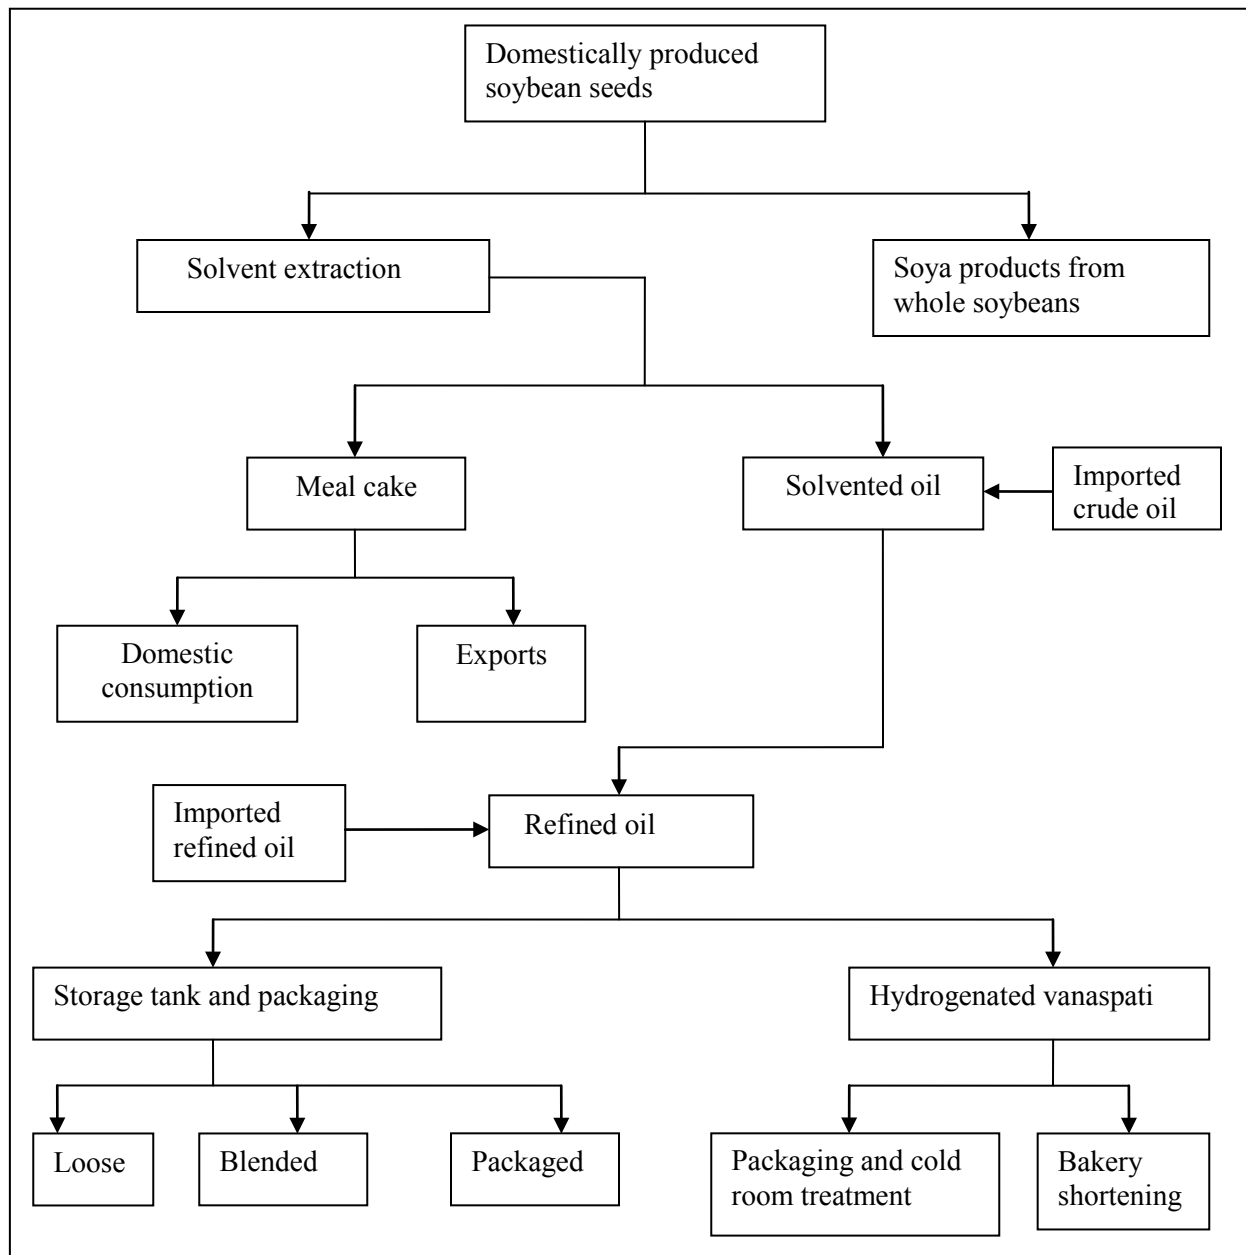 Domestically produced
soybean seeds
Solvent extraction
Soya products from
whole soybeans
Meal cake
Solvented oil
Imported
crude oil
Domestic
consumption
Exports
Imported
refined oil
Refined oil
Storage tank and packaging
Hydrogenated vanaspati
Loose
Blended
Packaged
Packaging and cold
room treatment
Bakery
shortening